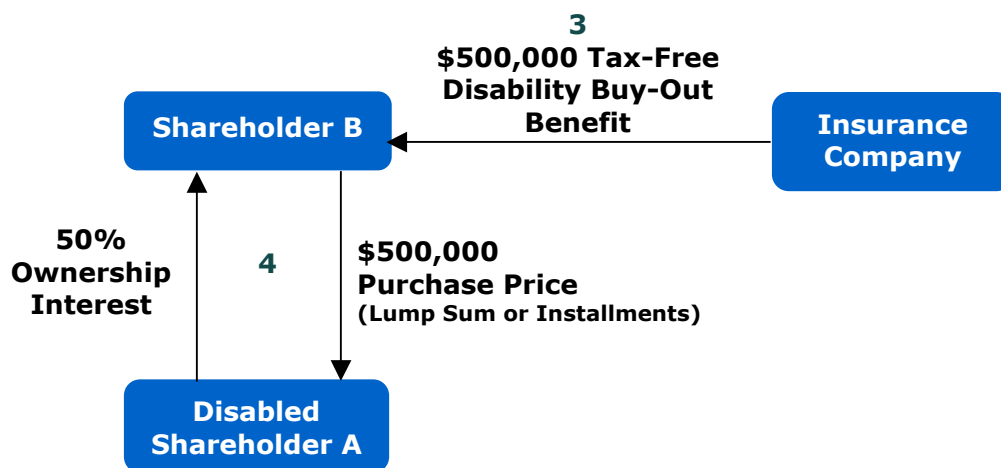 3
$500,000 Tax-Free
Disability Buy-Out
Benefit
Shareholder B
Insurance
Company
50%
Ownership
Interest
4
$500,000
Purchase Price
(Lump Sum or Installments)
Disabled
Shareholder A